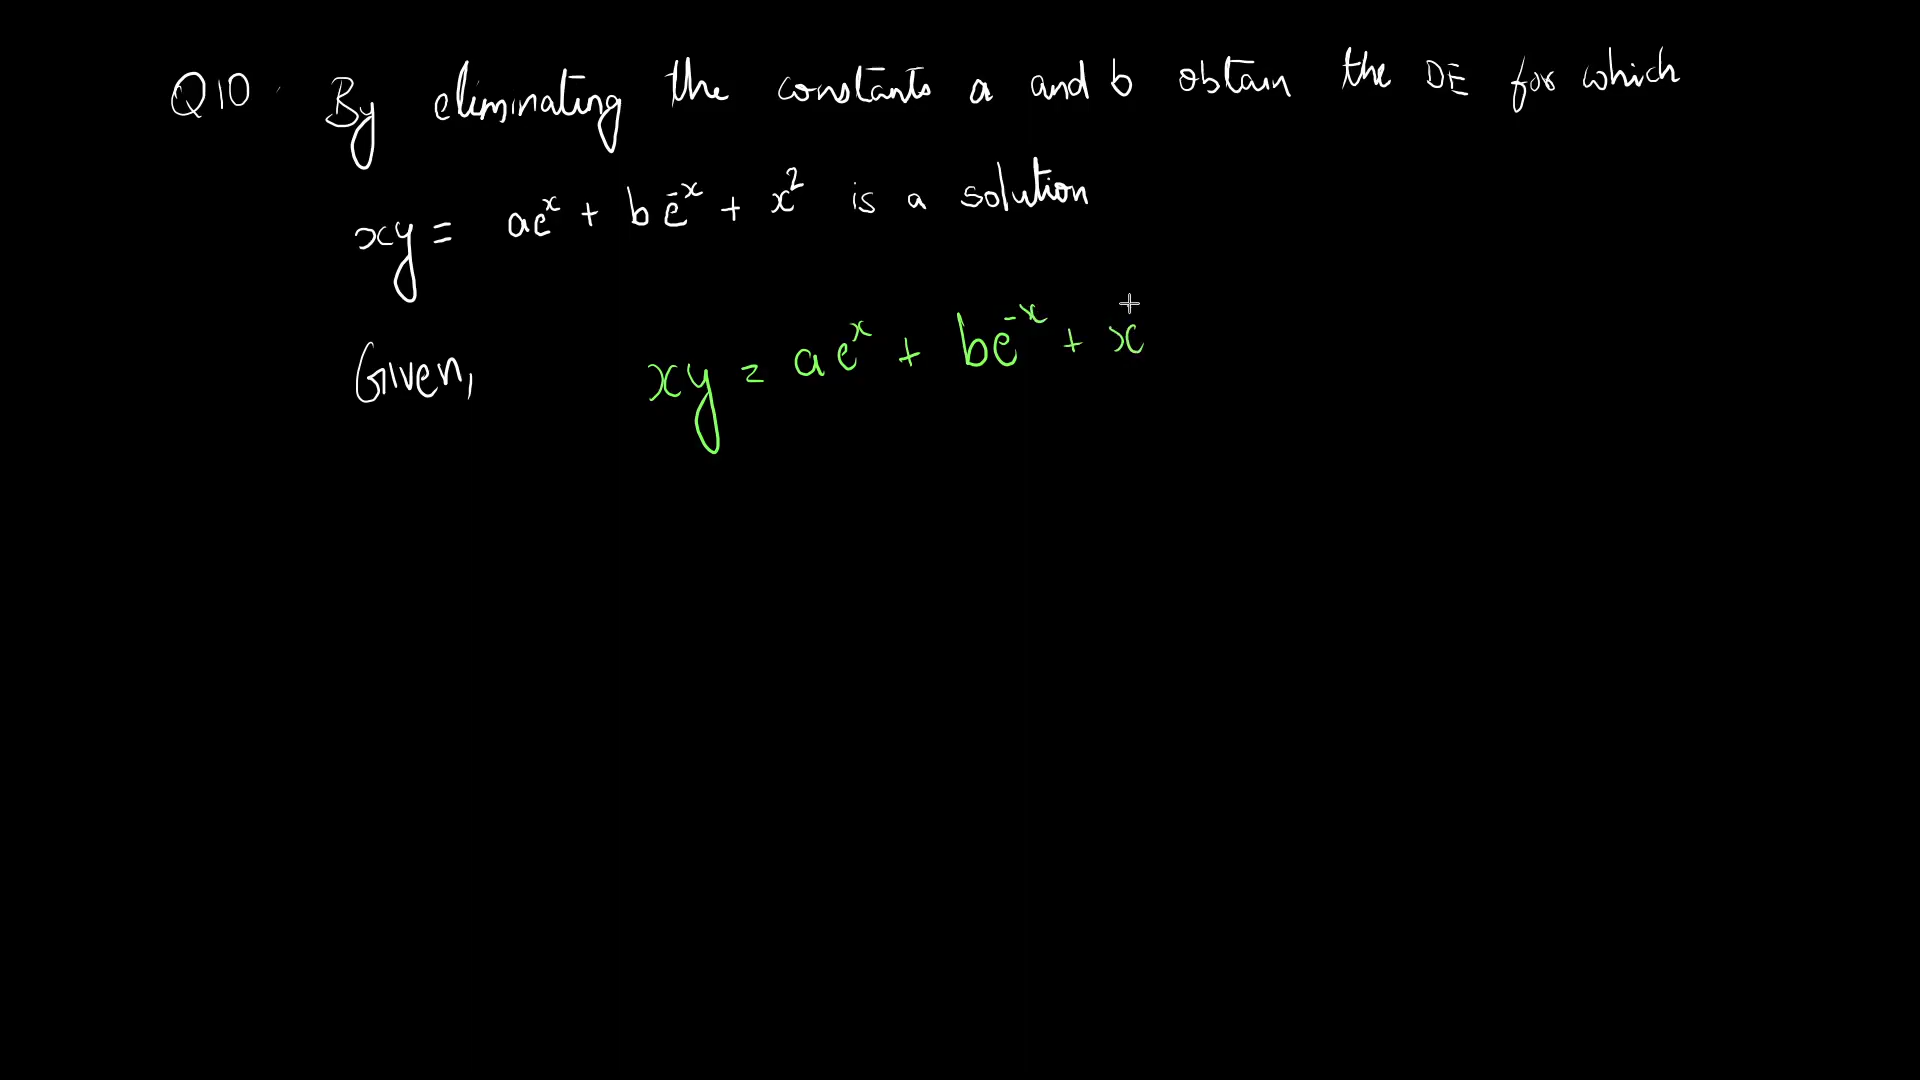 Q10. By eliminating the constants a and b obtain the DE for which
xy = ae^x + be^-x + x^2 is a solution
Given, xy = ae^x + be^-x + x